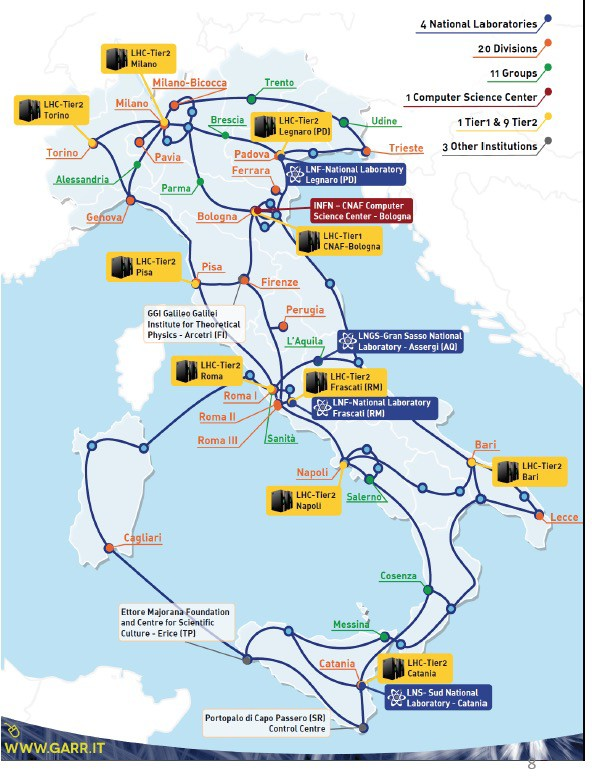 4 National Laboratories
20 Divisions
11 Groups
1 Computer Science Center
1 Tier1 & 9 Tier2
3 Other Institutions
LHC-Tier2
Milano
Milano-Bicocca
Trento
LHC-Tier2
Torino
Milano
Brescia
LHC-Tier2
Legnaro (PD)
Udine
Torino
Pavia
Padova
Trieste
Alessandria
Ferrara
LNF-National Laboratory
Legnaro (PD)
Parma
Genova
Bologna
INFN – CNAF Computer
Science Center - Bologna
LHC-Tier1
CNAF-Bologna
LHC-Tier2
Pisa
Pisa
Firenze
GGI Galileo Galilei
Institute for Theoretical
Physics - Arcetri (FI)
Perugia
L'Aquila
LNGS-Gran Sasso National
Laboratory - Assergi (AQ)
LHC-Tier2
Roma
LHC-Tier2
Frascati (RM)
Roma I
LNF-National Laboratory
Frascati (RM)
Roma II
Roma III
Sanità
Bari
LHC-Tier2
Bari
Napoli
LHC-Tier2
Napoli
Salerno
Lecce
Cagliari
Cosenza
Ettore Majorana Foundation
and Centre for Scientific
Culture - Erice (TP)
Messina
Catania
LHC-Tier2
Catania
LNS- Sud National
Laboratory - Catania
Portopalo di Capo Passero (SR)
Control Centre
WWW.GARR.IT
8